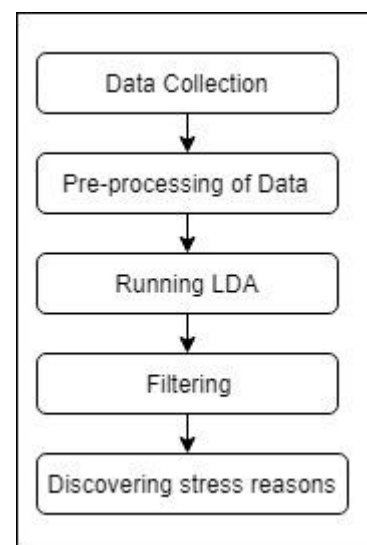 Data Collection
Pre-processing of Data
Running LDA
Filtering
Discovering stress reasons